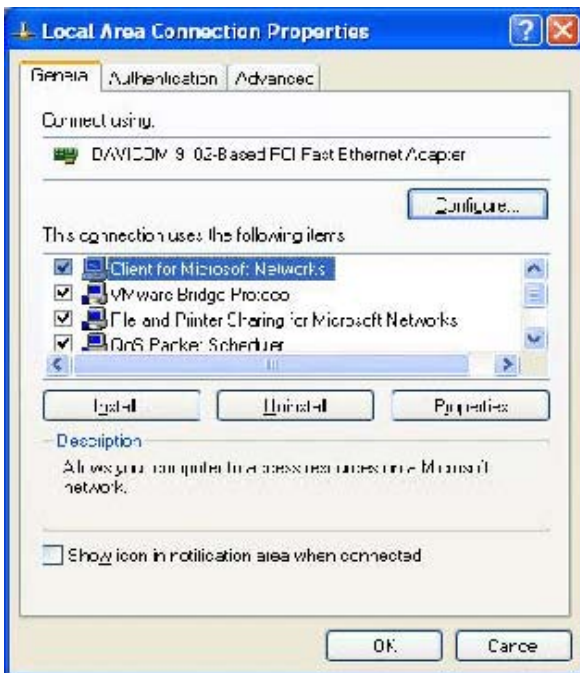 Local Area Connection Properties
General Authentication Advanced
Connect using:
DAVICOM 9102-Based PCI Fast Ethernet Adapter
Configure...
This connection uses the following items
Client for Microsoft Networks
VMware Bridge Protocol
File and Printer Sharing for Microsoft Networks
QoS Packet Scheduler
Install Uninstall Properties
Description
Allows your computer to access resources on a Microsoft
network.
Show icon in notification area when connected
OK Cancel